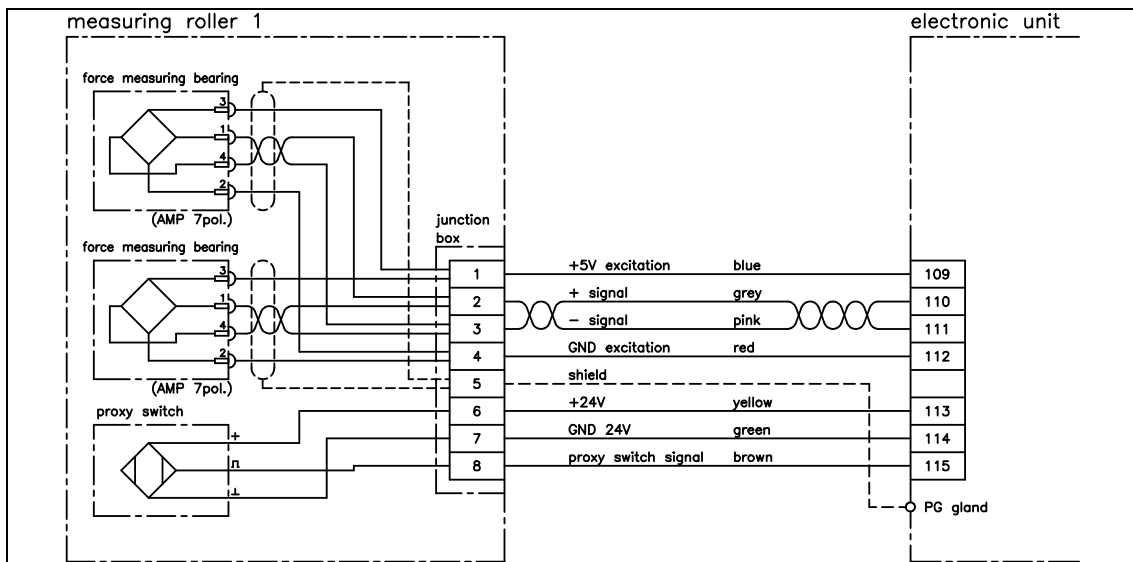 measuring roller 1
electronic unit
force measuring bearing
3
1
4
2
(AMP 7pol.)
force measuring bearing
3
1
4
2
(AMP 7pol.)
proxy switch
+
⎍
⊥
junction
box
1 +5V excitation blue 109
2 + signal grey 110
3 − signal pink 111
4 GND excitation red 112
5 shield
6 +24V yellow 113
7 GND 24V green 114
8 proxy switch signal brown 115
PG gland